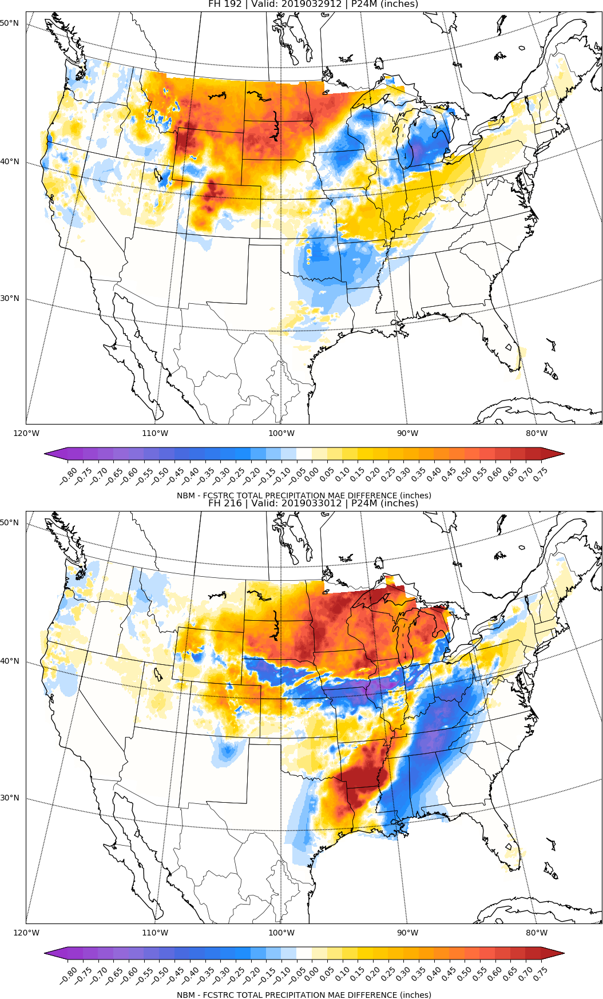 FH 192 | Valid: 2019032912 | P24M (inches)
50°N
40°N
30°N
120°W 110°W 100°W 90°W 80°W
−0.80 −0.75 −0.70 −0.65 −0.60 −0.55 −0.50 −0.45 −0.40 −0.35 −0.30 −0.25 −0.20 −0.15 −0.10 −0.05 0.00 0.05 0.10 0.15 0.20 0.25 0.30 0.35 0.40 0.45 0.50 0.55 0.60 0.65 0.70 0.75
NBM - FCSTRC TOTAL PRECIPITATION MAE DIFFERENCE (inches)
FH 216 | Valid: 2019033012 | P24M (inches)
50°N
40°N
30°N
120°W 110°W 100°W 90°W 80°W
−0.80 −0.75 −0.70 −0.65 −0.60 −0.55 −0.50 −0.45 −0.40 −0.35 −0.30 −0.25 −0.20 −0.15 −0.10 −0.05 0.00 0.05 0.10 0.15 0.20 0.25 0.30 0.35 0.40 0.45 0.50 0.55 0.60 0.65 0.70 0.75
NBM - FCSTRC TOTAL PRECIPITATION MAE DIFFERENCE (inches)